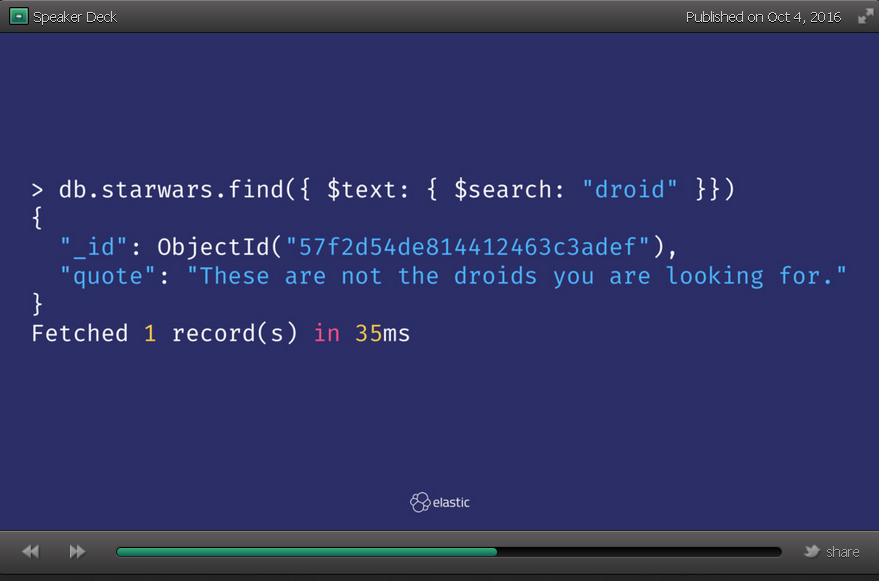 Speaker Deck
Published on Oct 4, 2016
> db.starwars.find({ $text: { $search: "droid" }})
{
"_id": ObjectId("57f2d54de814412463c3adef"),
"quote": "These are not the droids you are looking for."
}
Fetched 1 record(s) in 35ms
elastic
share